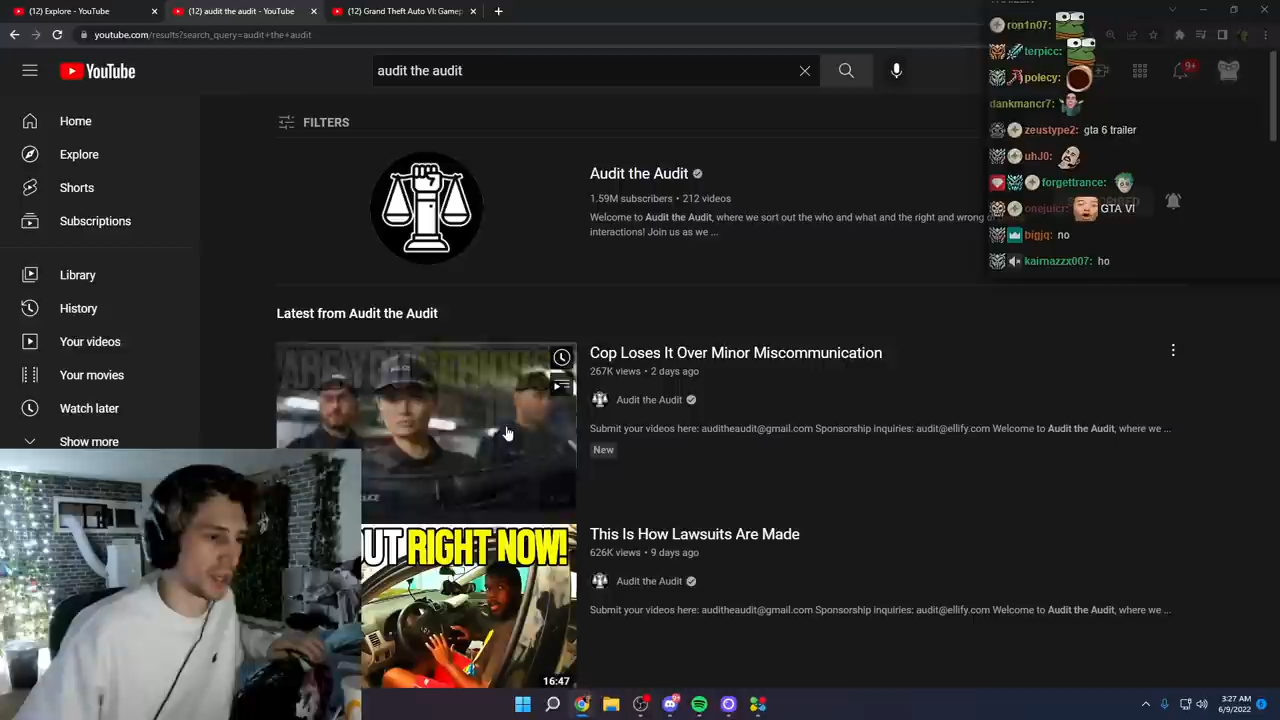 (12) Explore - YouTube
(12) audit the audit - YouTube
(12) Grand Theft Auto VI: Gamep
youtube.com/results?search_query=audit+the+audit
YouTube
audit the audit
9+
Home
Explore
Shorts
Subscriptions
Library
History
Your videos
Your movies
Watch later
Show more
FILTERS
Audit the Audit
1.59M subscribers • 212 videos
Welcome to Audit the Audit, where we sort out the who and what and the right and wrong of
interactions! Join us as we ...
Latest from Audit the Audit
Cop Loses It Over Minor Miscommunication
267K views • 2 days ago
Audit the Audit
Submit your videos here: auditheaudit@gmail.com Sponsorship inquiries: audit@ellify.com Welcome to Audit the Audit, where we ...
New
OUT RIGHT NOW!
16:47
This Is How Lawsuits Are Made
626K views • 9 days ago
Audit the Audit
Submit your videos here: auditheaudit@gmail.com Sponsorship inquiries: audit@ellify.com Welcome to Audit the Audit, where we ...
ron1n07:
terpicc:
polecy:
dankmancr7:
zeustype2: gta 6 trailer
uhJ0:
forgettrance:
onejuicr: GTA VI
bigjq: no
kairnazzx007: ho
3:27 AM
6/9/2022